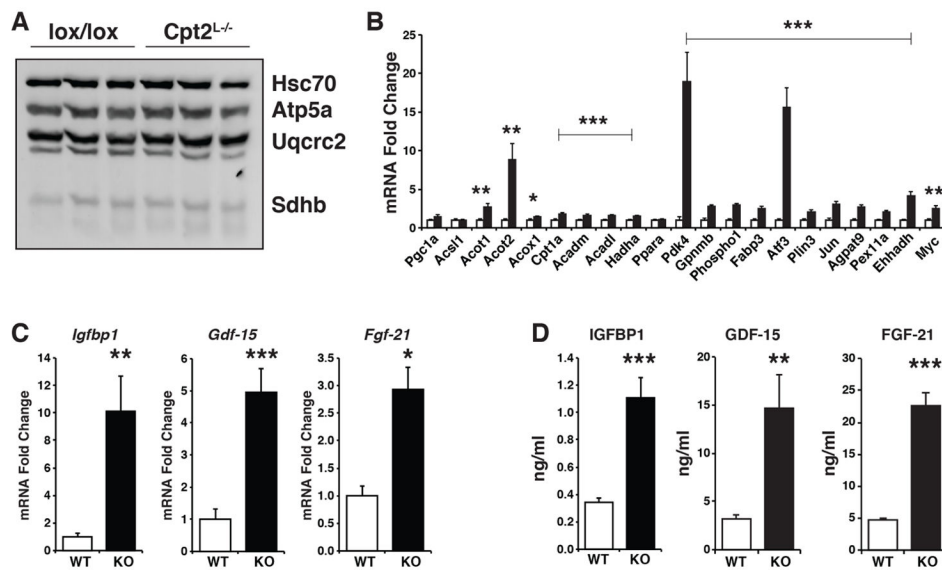 A
lox/lox Cpt2L-/-
Hsc70
Atp5a
Uqcrc2
Sdhb
B
mRNA Fold Change
25
20
15
10
5
0
** ** * *** *** **
Pgc1a Acsl1 Acot1 Acot2 Acox1 Cpt1a Acadm Acadl Hadha Ppara Pdk4 Gpnmb Phospho1 Fabp3 Atf3 Plin3 Jun Agpat9 Pex11a Ehhadh Myc
C
Igfbp1
mRNA Fold Change
14
12
10
8
6
4
2
0
**
WT KO
Gdf-15
mRNA Fold Change
6
5
4
3
2
1
0
***
WT KO
Fgf-21
mRNA Fold Change
3.5
3.0
2.5
2.0
1.5
1.0
0.5
0.0
*
WT KO
D
IGFBP1
ng/ml
1.4
1.2
1.0
0.8
0.6
0.4
0.2
0.0
***
WT KO
GDF-15
ng/ml
20
15
10
5
0
**
WT KO
FGF-21
ng/ml
30
25
20
15
10
5
0
***
WT KO